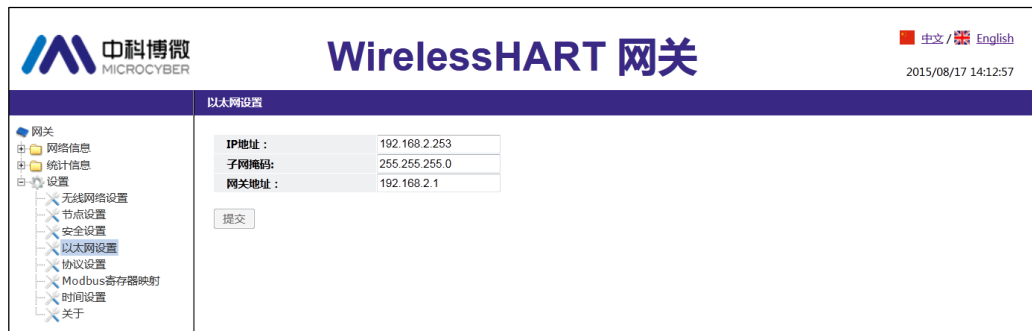 中科博微
MICROCYBER
WirelessHART 网关
中文 / English
2015/08/17 14:12:57
以太网设置
网关
网络信息
统计信息
设置
无线网络设置
节点设置
安全设置
以太网设置
协议设置
Modbus寄存器映射
时间设置
关于
IP地址：
192.168.2.253
子网掩码:
255.255.255.0
网关地址：
192.168.2.1
提交